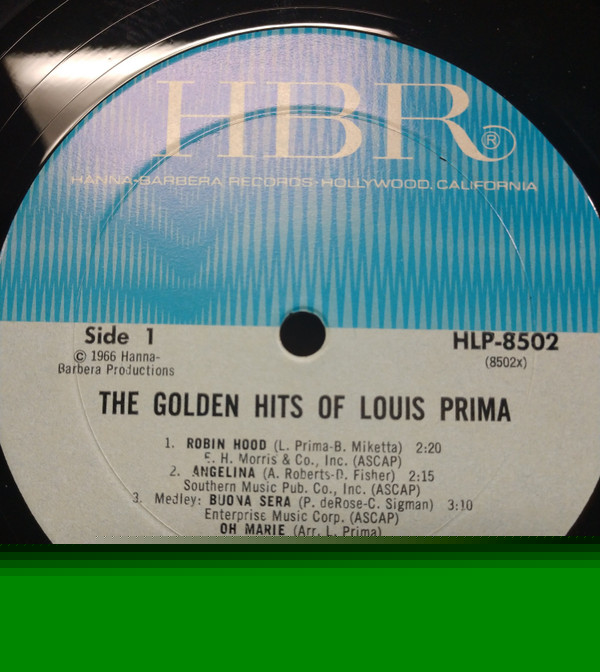 HBR®
HANNA-BARBERA RECORDS·HOLLYWOOD, CALIFORNIA
Side 1
HLP-8502
© 1966 Hanna-
Barbera Productions
(8502x)
THE GOLDEN HITS OF LOUIS PRIMA
1. ROBIN HOOD (L. Prima-B. Miketta) 2:20
E. H. Morris & Co., Inc. (ASCAP)
2. ANGELINA (A. Roberts-D. Fisher) 2:15
Southern Music Pub. Co., Inc. (ASCAP)
3. Medley: BUONA SERA (P. deRose-C. Sigman) 3:10
Enterprise Music Corp. (ASCAP)
OH MARIE (Arr. L. Prima)